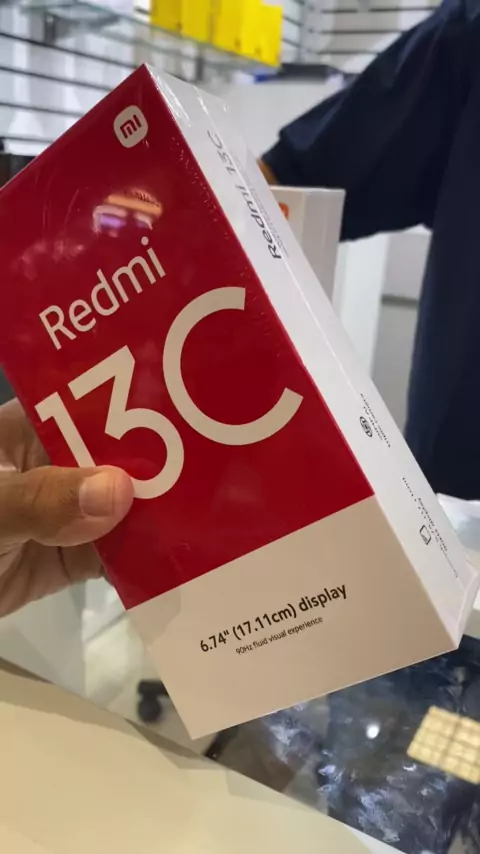 mi
Redmi
13C
6.74" (17.11cm) display
90Hz fluid visual experience
Redmi 13C